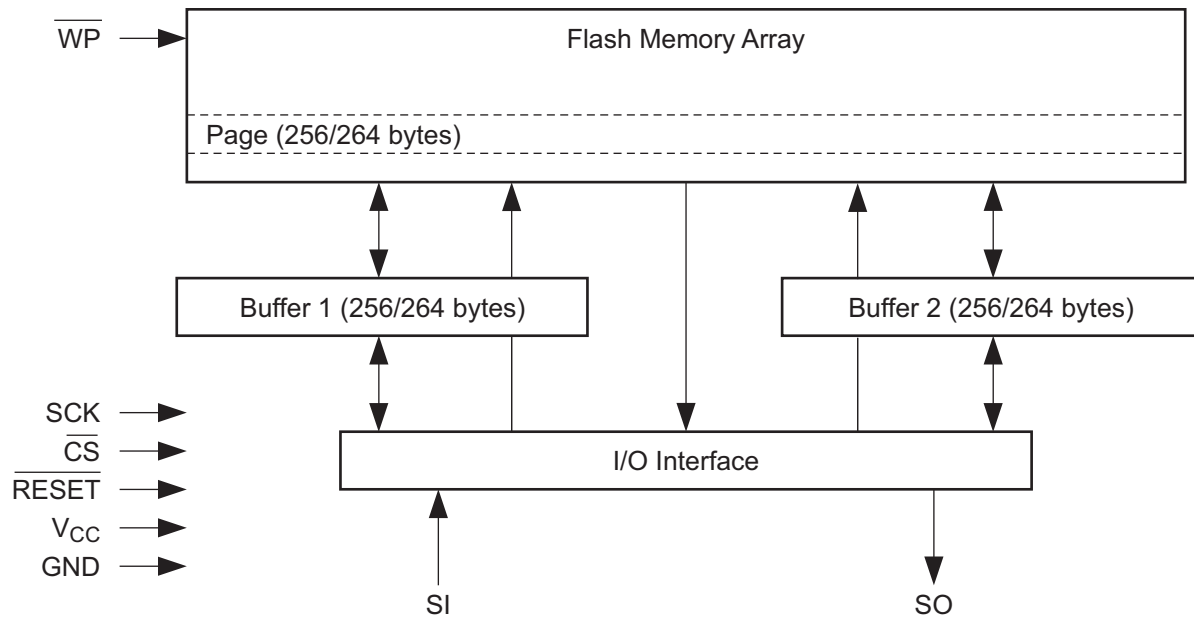 WP
Flash Memory Array
Page (256/264 bytes)
Buffer 1 (256/264 bytes)
Buffer 2 (256/264 bytes)
SCK
CS
RESET
VCC
GND
I/O Interface
SI
SO